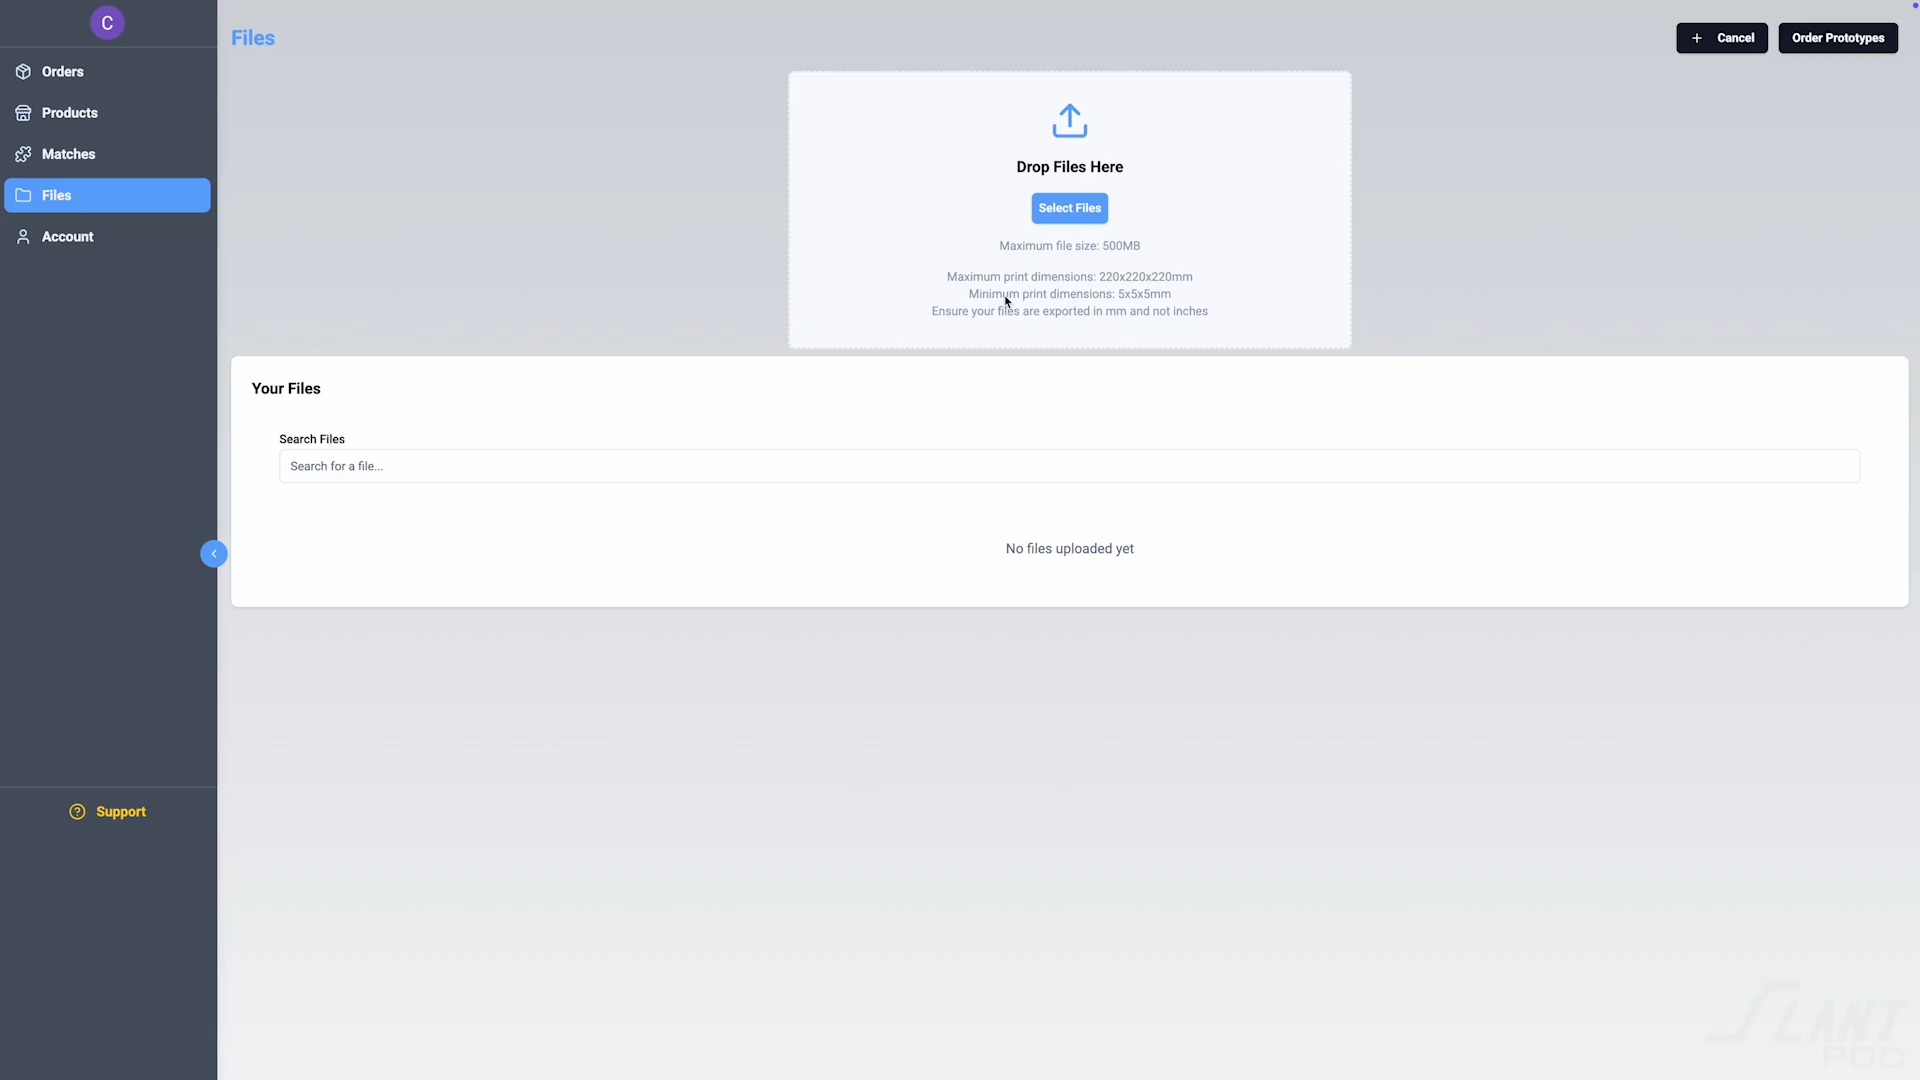 C
Orders
Products
Matches
Files
Account
Support
Files
Cancel
Order Prototypes
Drop Files Here
Select Files
Maximum file size: 500MB
Maximum print dimensions: 220x220x220mm
Minimum print dimensions: 5x5x5mm
Ensure your files are exported in mm and not inches
Your Files
Search Files
Search for a file...
No files uploaded yet
SLANT
POD